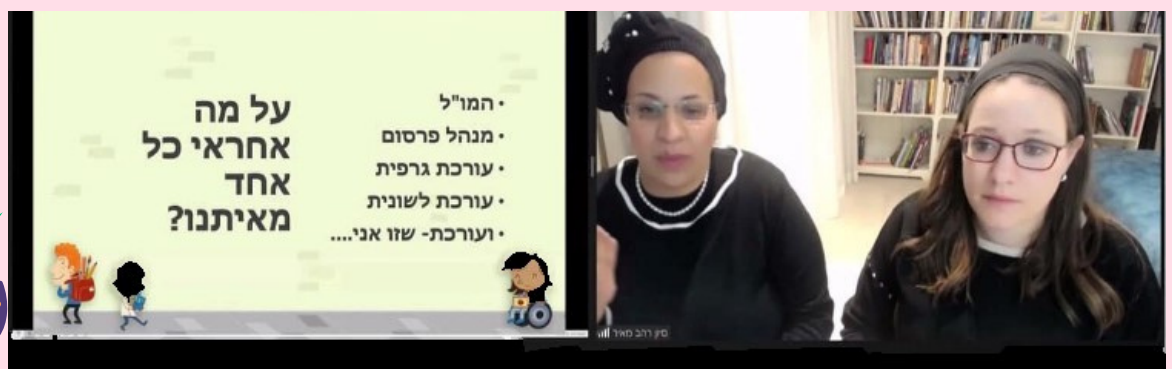 על מה
אחראי כל
אחד
מאיתנו?
• המו"ל
• מנהל פרסום
• עורכת גרפית
• עורכת לשונית
• ועורכת- שזו אני....
סיון רהב מאיר